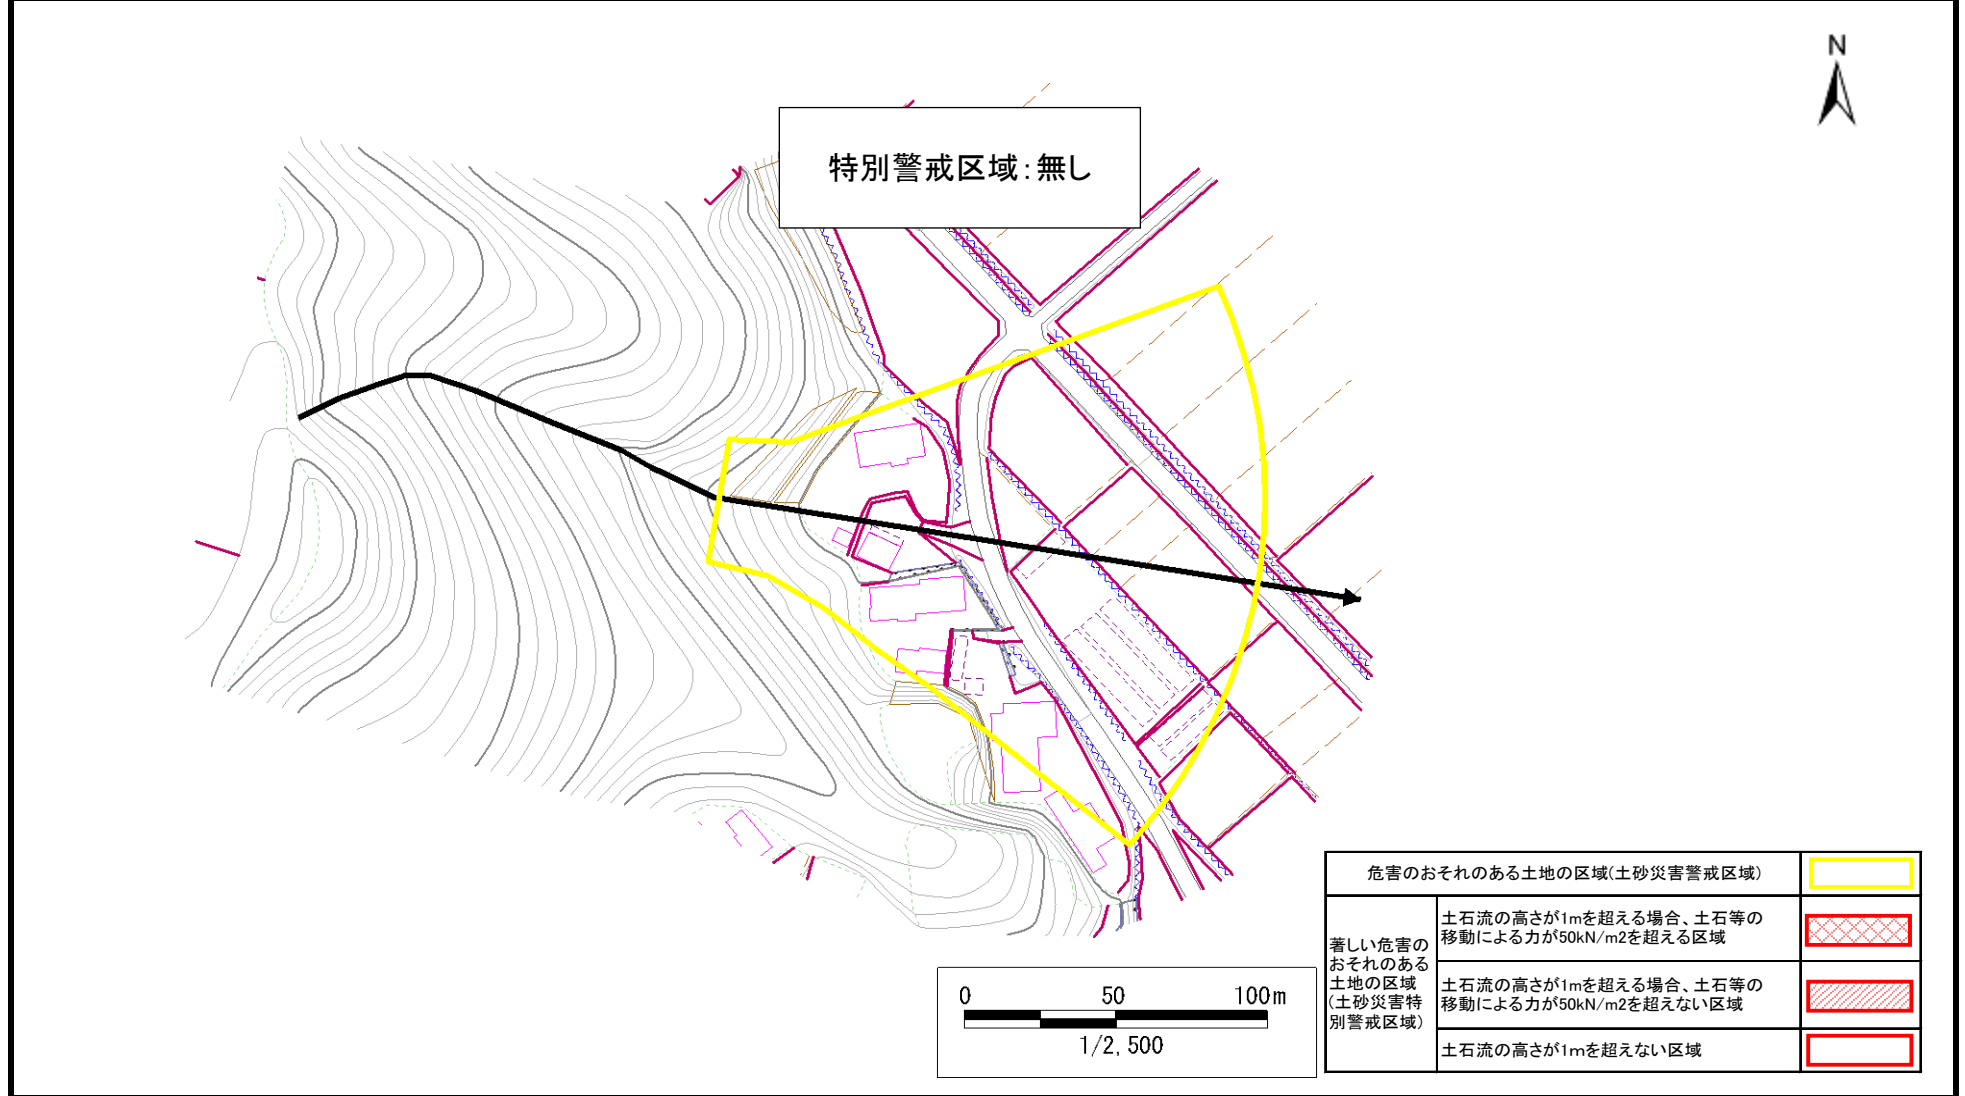 N
特別警戒区域：無し
危害のおそれのある土地の区域(土砂災害警戒区域)
著しい危害の
おそれのある
土地の区域
(土砂災害特
別警戒区域)
土石流の高さが1mを超える場合、土石等の
移動による力が50kN/m2を超える区域
土石流の高さが1mを超える場合、土石等の
移動による力が50kN/m2を超えない区域
土石流の高さが1mを超えない区域
0 50 100m
1/2,500